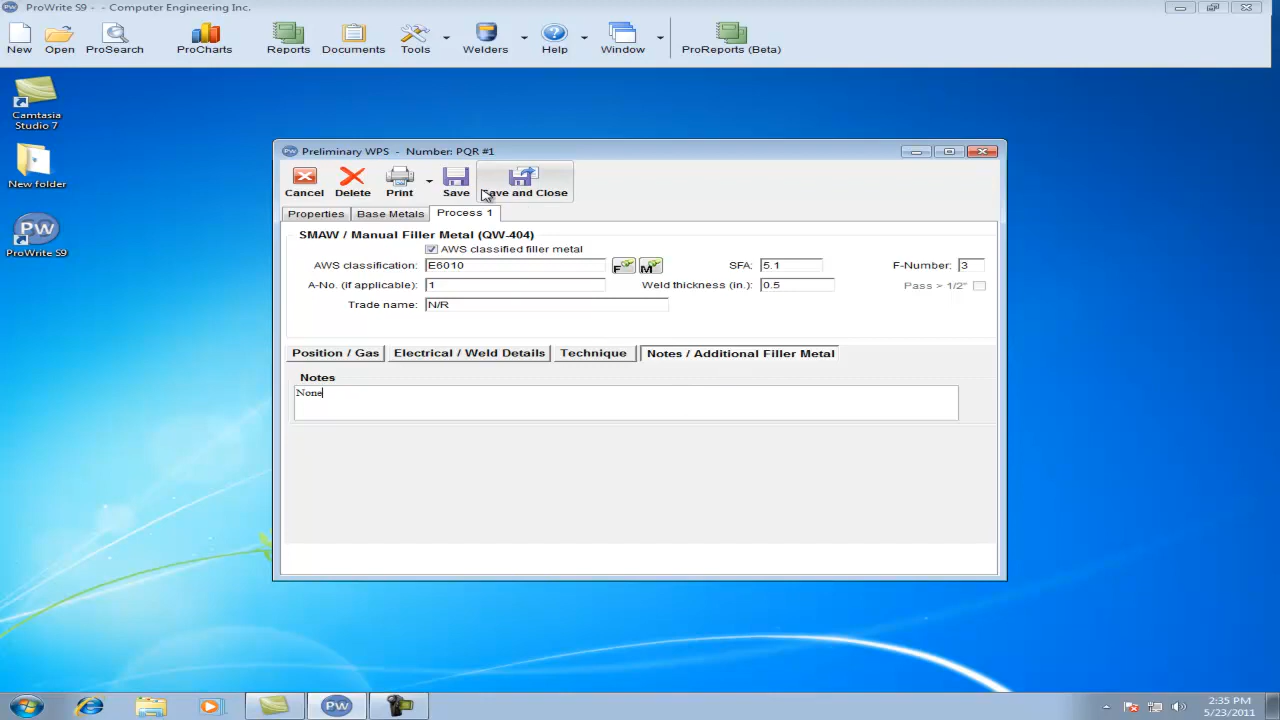 ProWrite S9 - - Computer Engineering Inc.
New Open ProSearch ProCharts Reports Documents Tools Welders Help Window ProReports (Beta)
Camtasia
Studio 7
New folder
ProWrite S9
Preliminary WPS - Number: PQR #1
Cancel Delete Print Save Save and Close
Properties Base Metals Process 1
SMAW / Manual Filler Metal (QW-404)
AWS classified filler metal
AWS classification: E6010 F M SFA: 5.1 F-Number: 3
A-No. (if applicable): 1 Weld thickness (in.): 0.5 Pass > 1/2"
Trade name: N/R
Position / Gas Electrical / Weld Details Technique Notes / Additional Filler Metal
Notes
None
PW
2:35 PM
5/23/2011